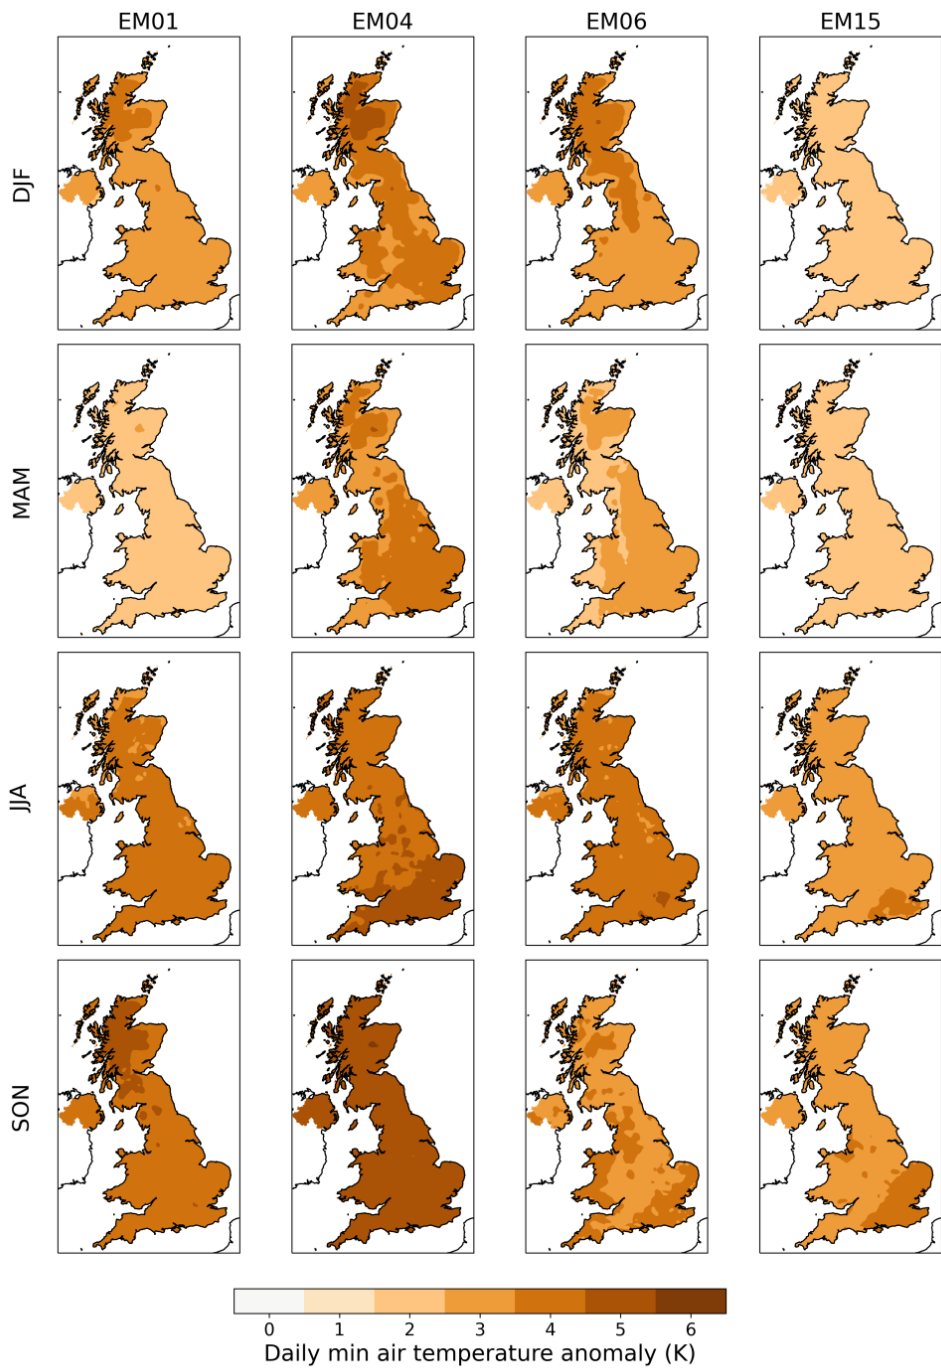 EM01 EM04 EM06 EM15
DJF
MAM
JJA
SON
0 1 2 3 4 5 6
Daily min air temperature anomaly (K)